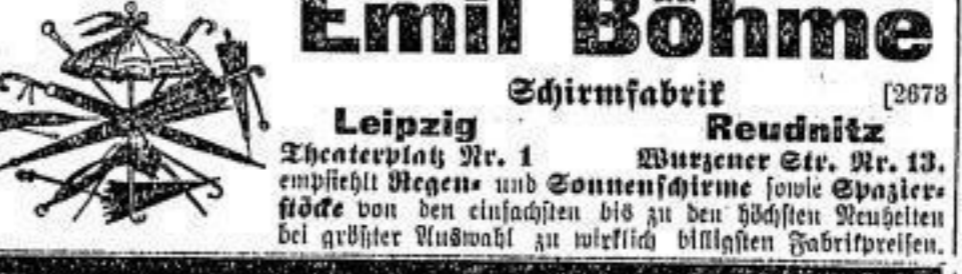 Emil Böhme
Schirmfabrik [2673
Leipzig Reudnitz
Theaterplatz Nr. 1 Wurzener Str. Nr. 13.
empfiehlt Regen- und Sonnenschirme sowie Spazier-
stöcke von den einfachsten bis zu den höchsten Neuheiten
bei größter Auswahl zu wirklich billigsten Fabrikpreisen.